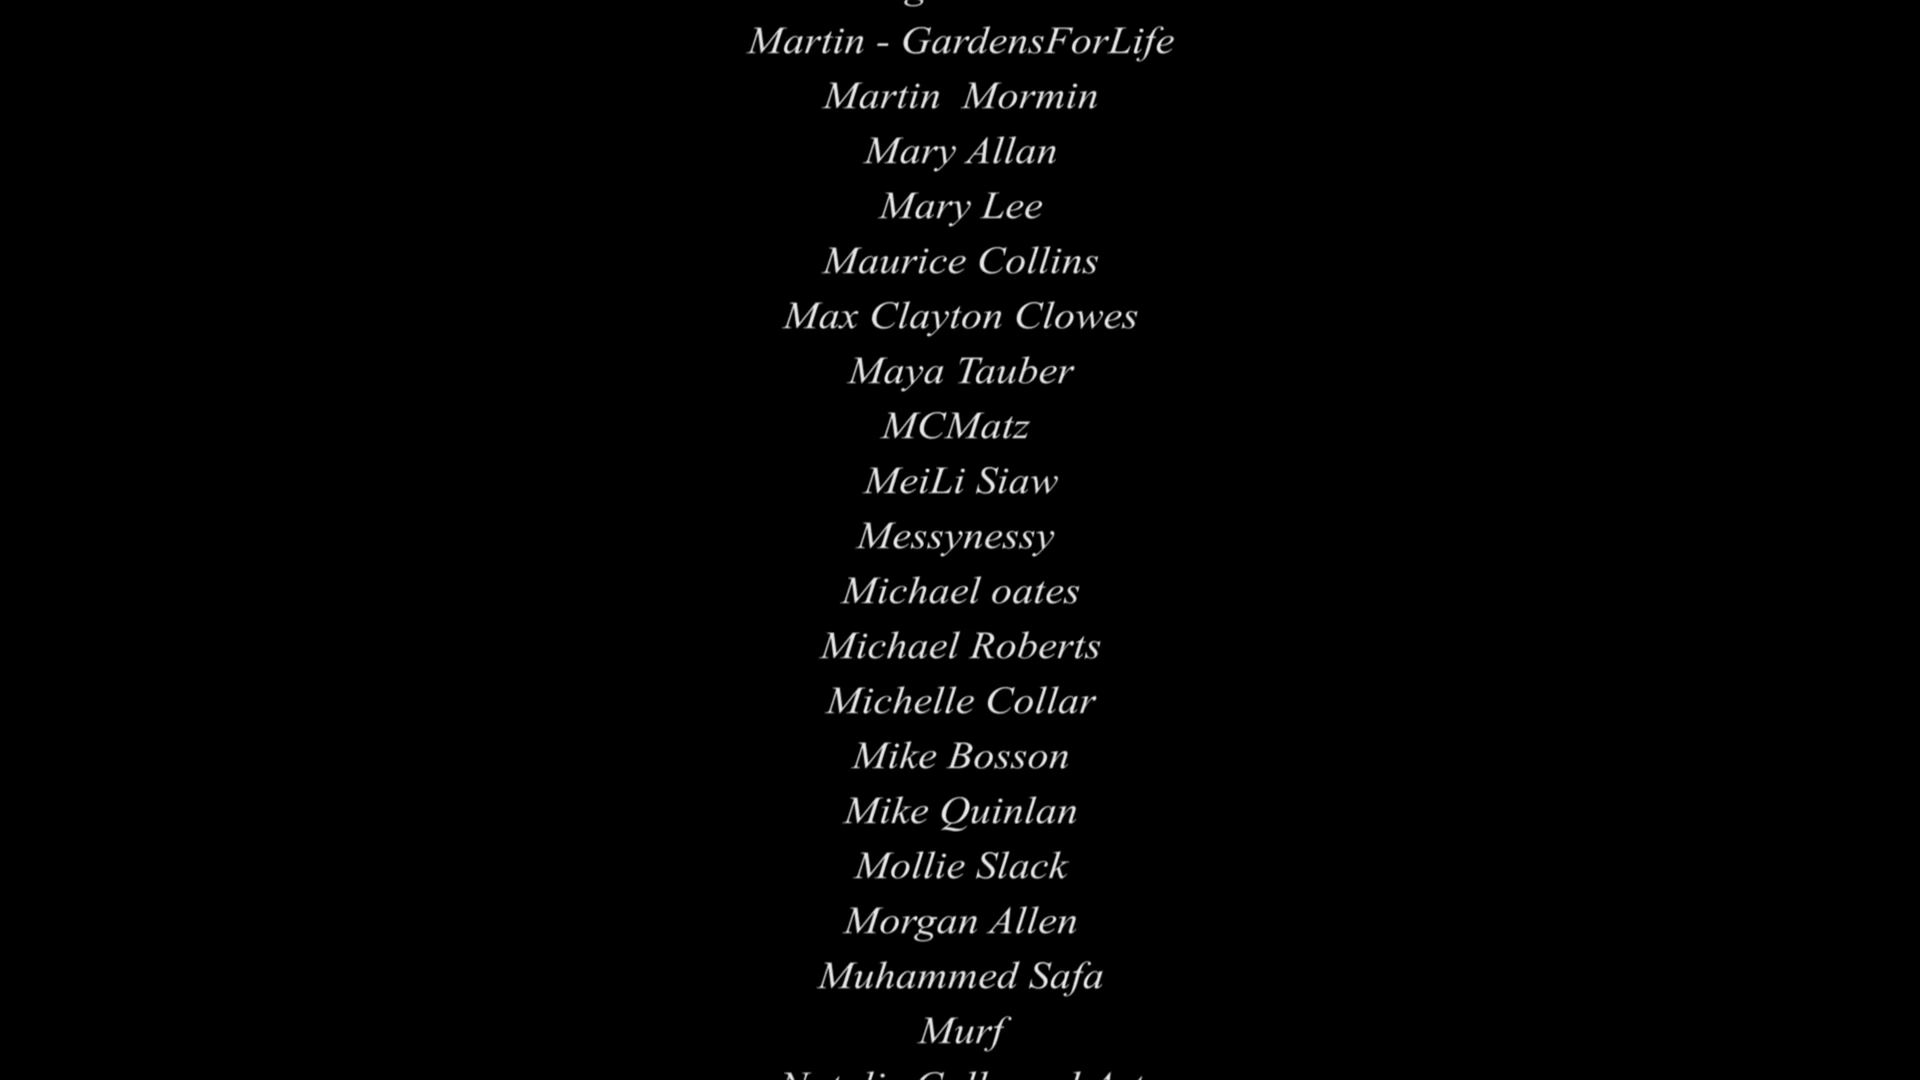 Martin - GardensForLife
Martin  Mormin
Mary Allan
Mary Lee
Maurice Collins
Max Clayton Clowes
Maya Tauber
MCMatz
MeiLi Siaw
Messynessy
Michael oates
Michael Roberts
Michelle Collar
Mike Bosson
Mike Quinlan
Mollie Slack
Morgan Allen
Muhammed Safa
Murf